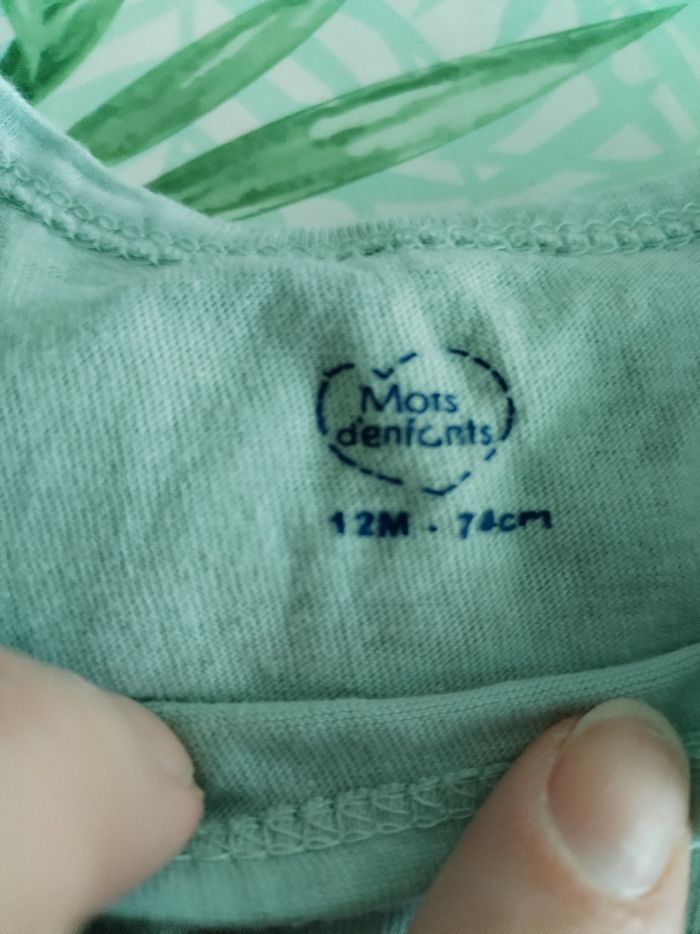 Mots
d'enfants
12M - 74cm